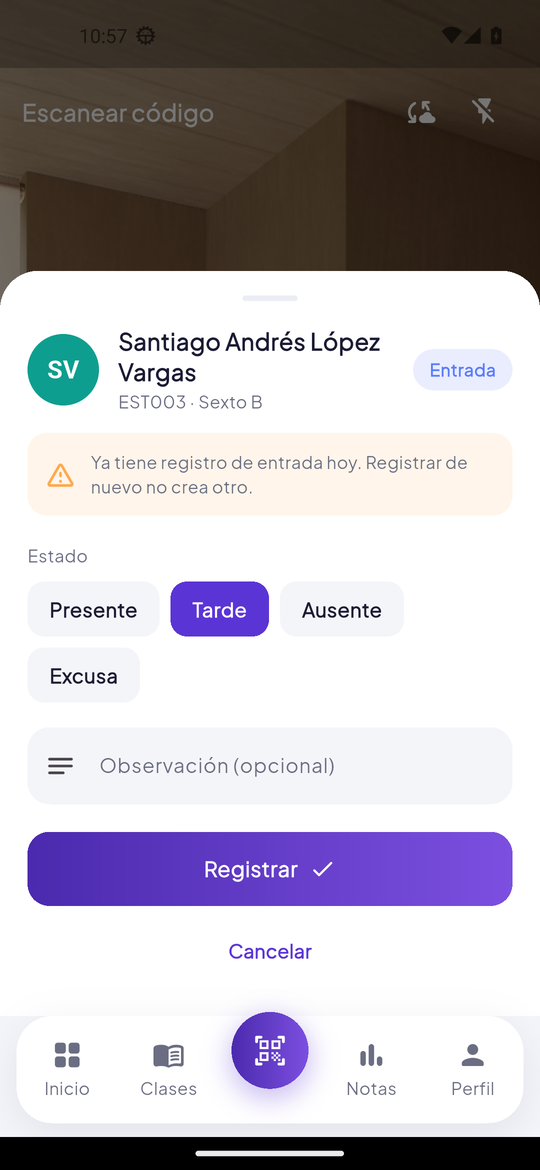 10:57
Escanear código
SV
Santiago Andrés López
Vargas
EST003 · Sexto B
Entrada
Ya tiene registro de entrada hoy. Registrar de
nuevo no crea otro.
Estado
Presente
Tarde
Ausente
Excusa
Observación (opcional)
Registrar
Cancelar
Inicio
Clases
Notas
Perfil